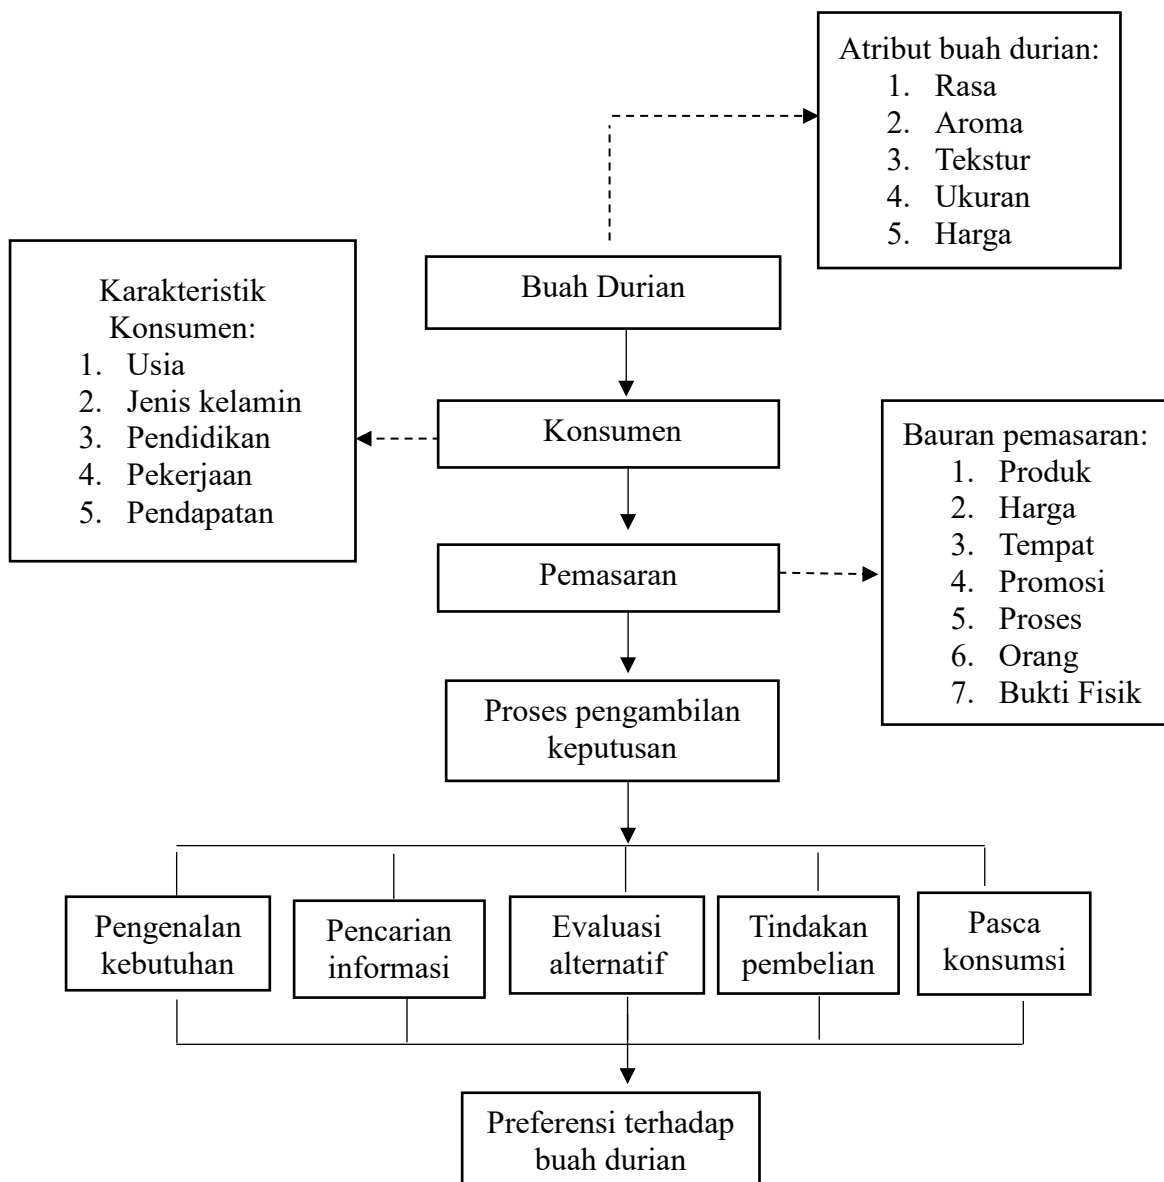 Atribut buah durian:
1. Rasa
2. Aroma
3. Tekstur
4. Ukuran
5. Harga
Buah Durian
Karakteristik
Konsumen:
1. Usia
2. Jenis kelamin
3. Pendidikan
4. Pekerjaan
5. Pendapatan
Konsumen
Bauran pemasaran:
1. Produk
2. Harga
3. Tempat
4. Promosi
5. Proses
6. Orang
7. Bukti Fisik
Pemasaran
Proses pengambilan
keputusan
Pengenalan
kebutuhan
Pencarian
informasi
Evaluasi
alternatif
Tindakan
pembelian
Pasca
konsumsi
Preferensi terhadap
buah durian